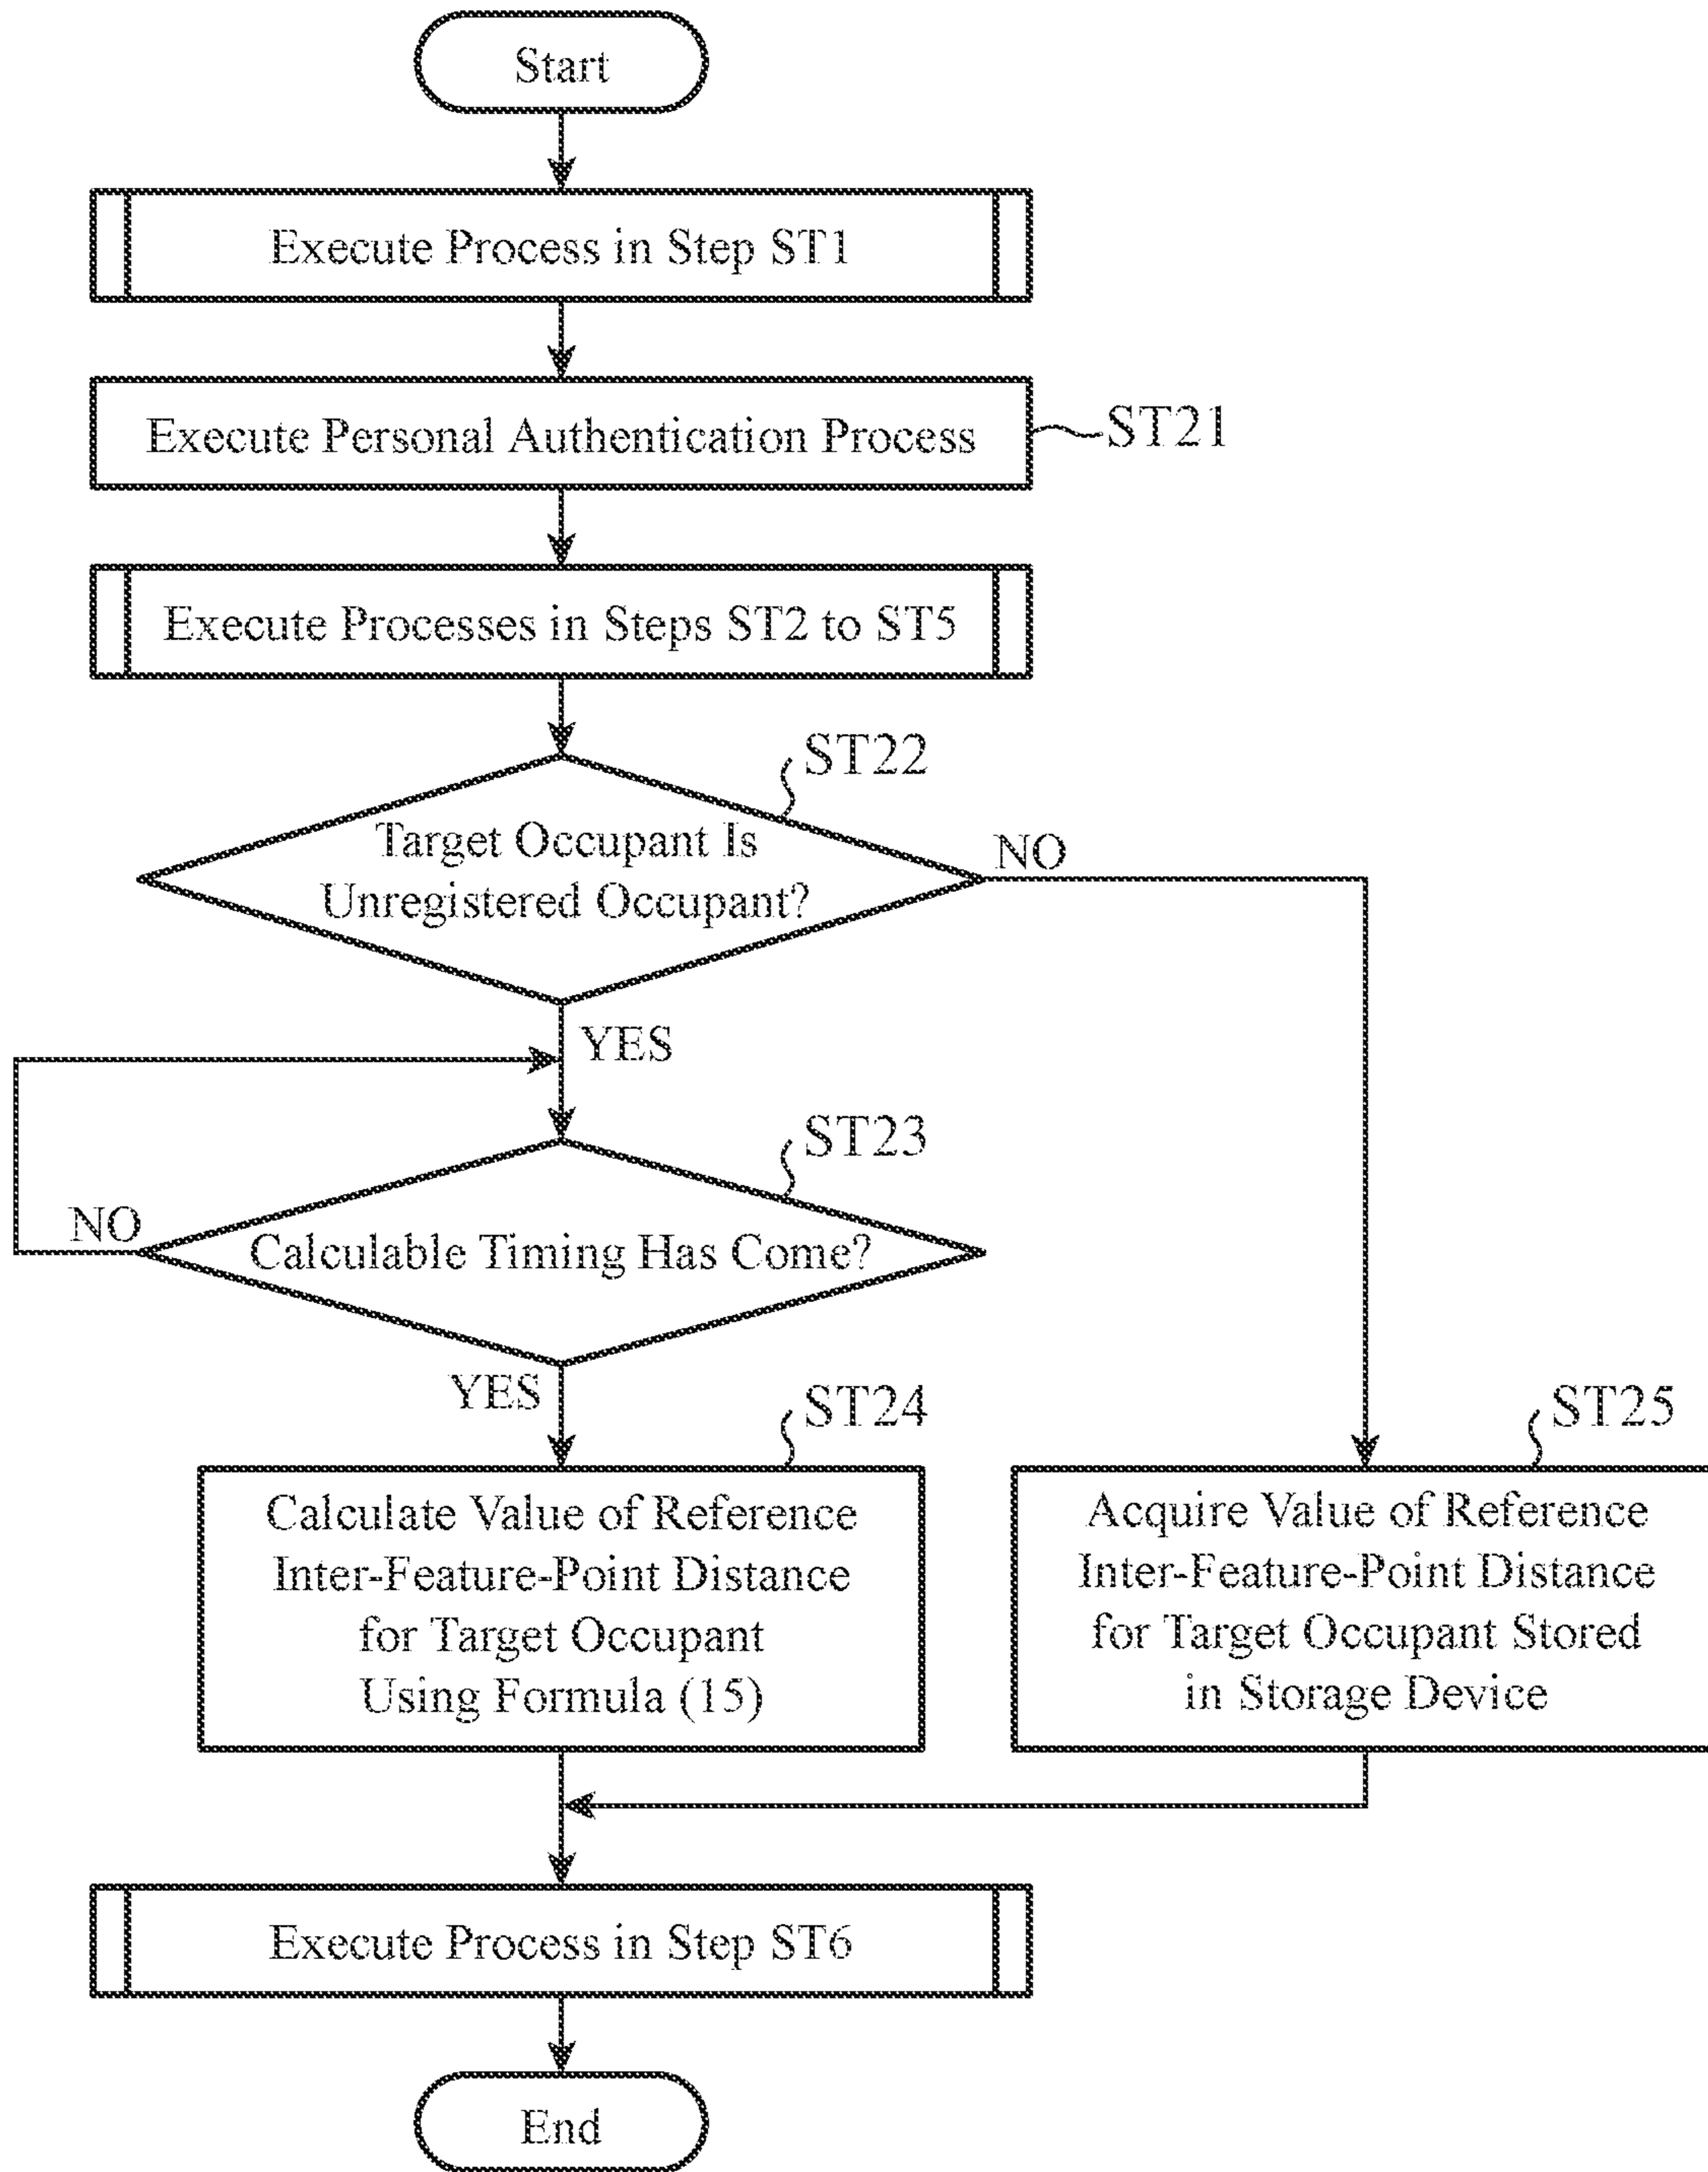 Start
Execute Process in Step ST1
Execute Personal Authentication Process
ST21
Execute Processes in Steps ST2 to ST5
ST22
Target Occupant Is
Unregistered Occupant?
NO
YES
ST23
NO
Calculable Timing Has Come?
YES
ST24
Calculate Value of Reference
Inter-Feature-Point Distance
for Target Occupant
Using Formula (15)
ST25
Acquire Value of Reference
Inter-Feature-Point Distance
for Target Occupant Stored
in Storage Device
Execute Process in Step ST6
End